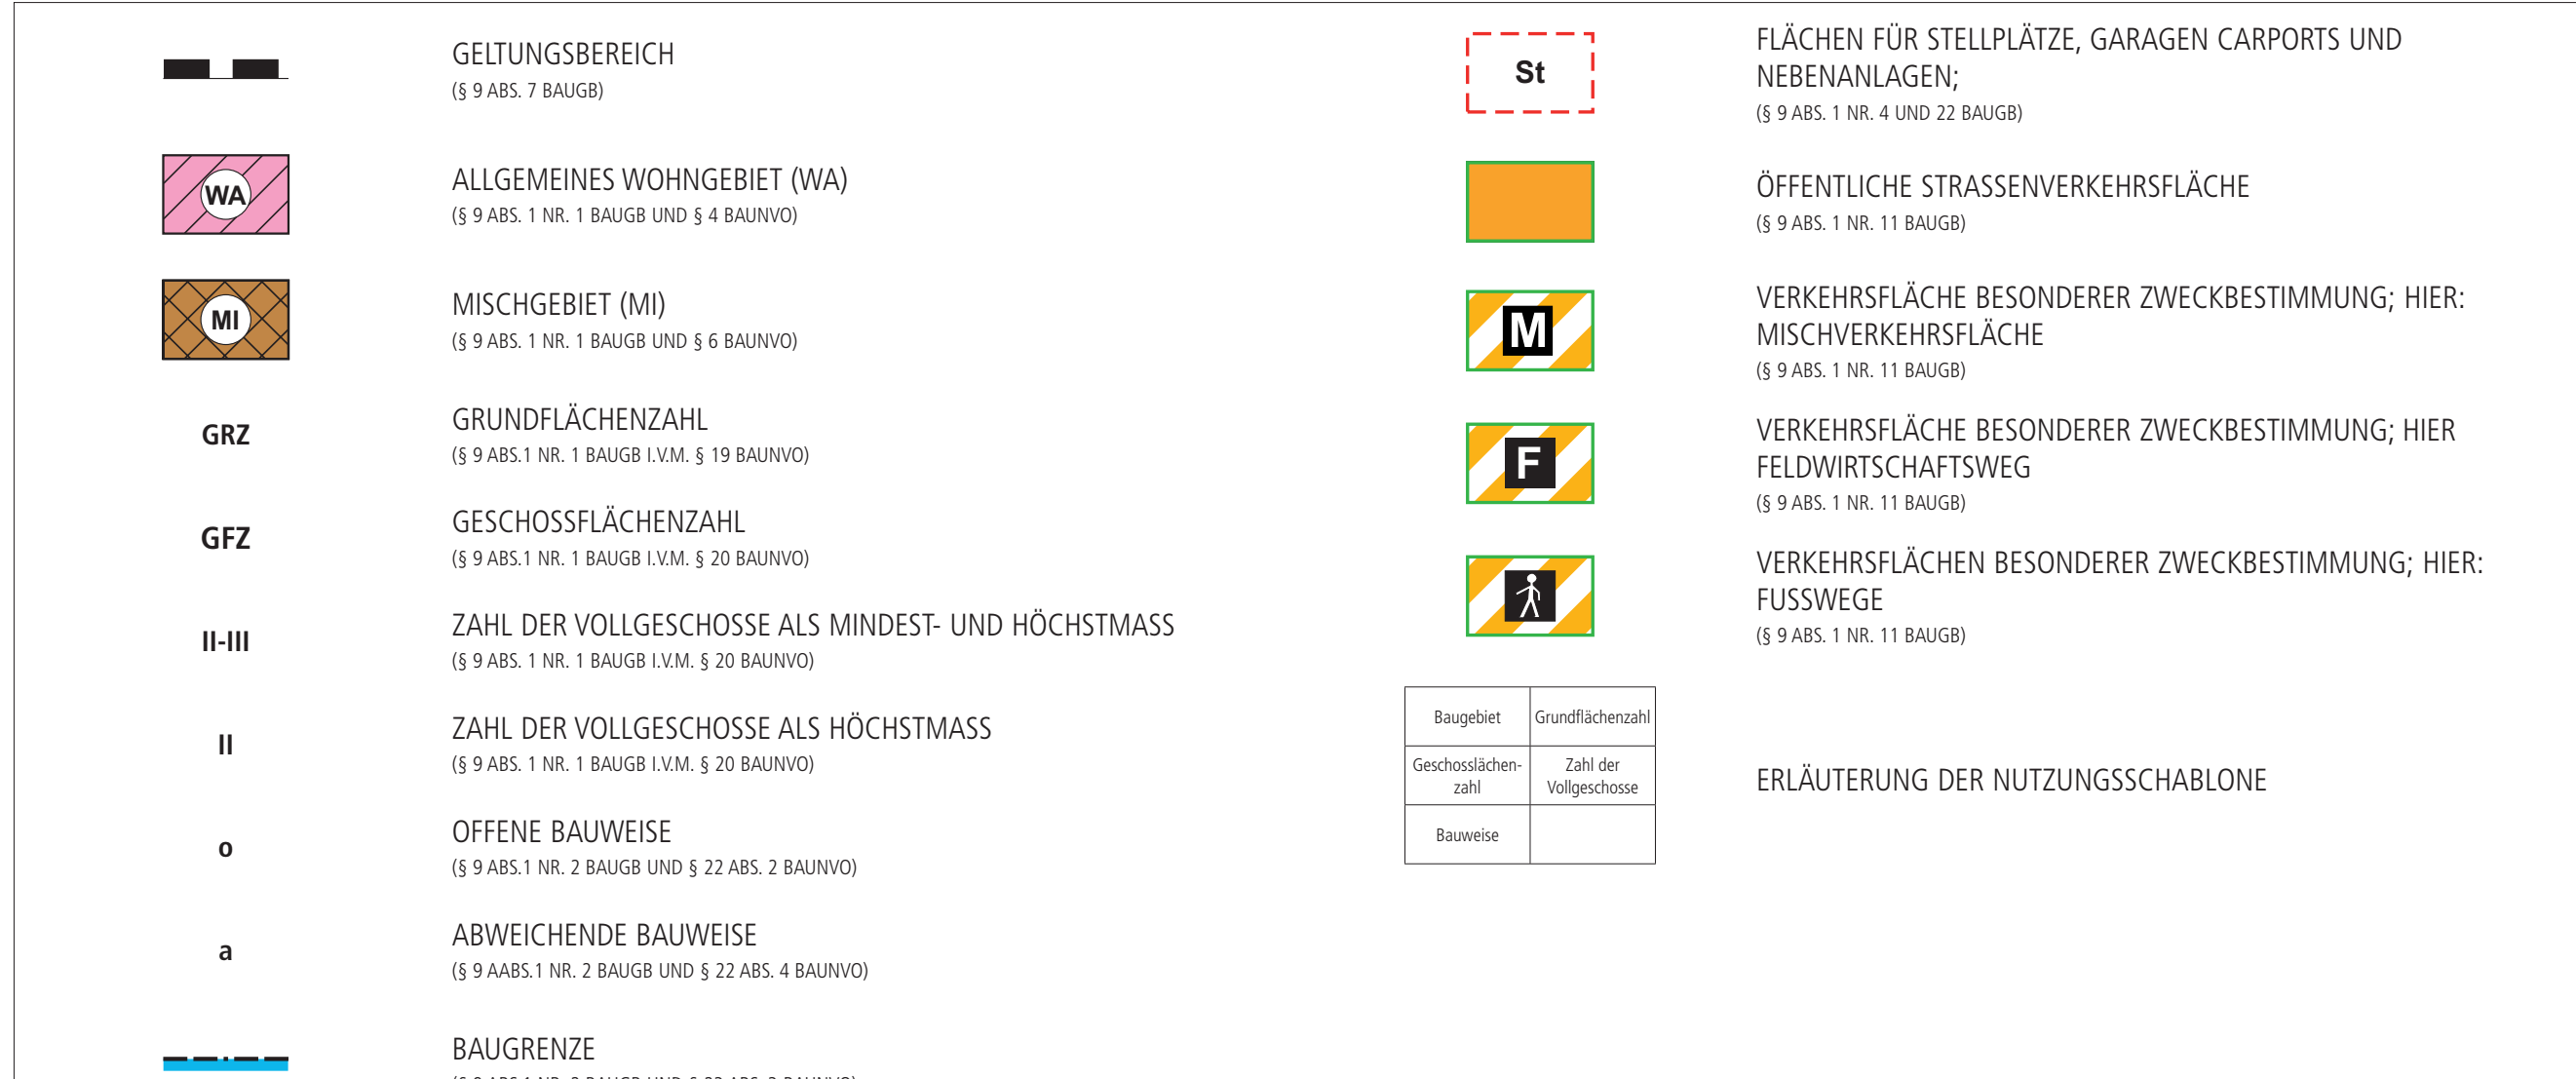 GELTUNGSBEREICH
(§ 9 ABS. 7 BAUGB)
WA
ALLGEMEINES WOHNGEBIET (WA)
(§ 9 ABS. 1 NR. 1 BAUGB UND § 4 BAUNVO)
MI
MISCHGEBIET (MI)
(§ 9 ABS. 1 NR. 1 BAUGB UND § 6 BAUNVO)
GRZ
GRUNDFLÄCHENZAHL
(§ 9 ABS.1 NR. 1 BAUGB I.V.M. § 19 BAUNVO)
GFZ
GESCHOSSFLÄCHENZAHL
(§ 9 ABS.1 NR. 1 BAUGB I.V.M. § 20 BAUNVO)
II-III
ZAHL DER VOLLGESCHOSSE ALS MINDEST- UND HÖCHSTMASS
(§ 9 ABS. 1 NR. 1 BAUGB I.V.M. § 20 BAUNVO)
II
ZAHL DER VOLLGESCHOSSE ALS HÖCHSTMASS
(§ 9 ABS. 1 NR. 1 BAUGB I.V.M. § 20 BAUNVO)
o
OFFENE BAUWEISE
(§ 9 ABS.1 NR. 2 BAUGB UND § 22 ABS. 2 BAUNVO)
a
ABWEICHENDE BAUWEISE
(§ 9 AABS.1 NR. 2 BAUGB UND § 22 ABS. 4 BAUNVO)
BAUGRENZE
St
FLÄCHEN FÜR STELLPLÄTZE, GARAGEN CARPORTS UND
NEBENANLAGEN;
(§ 9 ABS. 1 NR. 4 UND 22 BAUGB)
ÖFFENTLICHE STRASSENVERKEHRSFLÄCHE
(§ 9 ABS. 1 NR. 11 BAUGB)
M
VERKEHRSFLÄCHE BESONDERER ZWECKBESTIMMUNG; HIER:
MISCHVERKEHRSFLÄCHE
(§ 9 ABS. 1 NR. 11 BAUGB)
F
VERKEHRSFLÄCHE BESONDERER ZWECKBESTIMMUNG; HIER
FELDWIRTSCHAFTSWEG
(§ 9 ABS. 1 NR. 11 BAUGB)
VERKEHRSFLÄCHEN BESONDERER ZWECKBESTIMMUNG; HIER:
FUSSWEGE
(§ 9 ABS. 1 NR. 11 BAUGB)
Baugebiet
Grundflächenzahl
Geschosslächen-
zahl
Zahl der
Vollgeschosse
Bauweise
ERLÄUTERUNG DER NUTZUNGSSCHABLONE